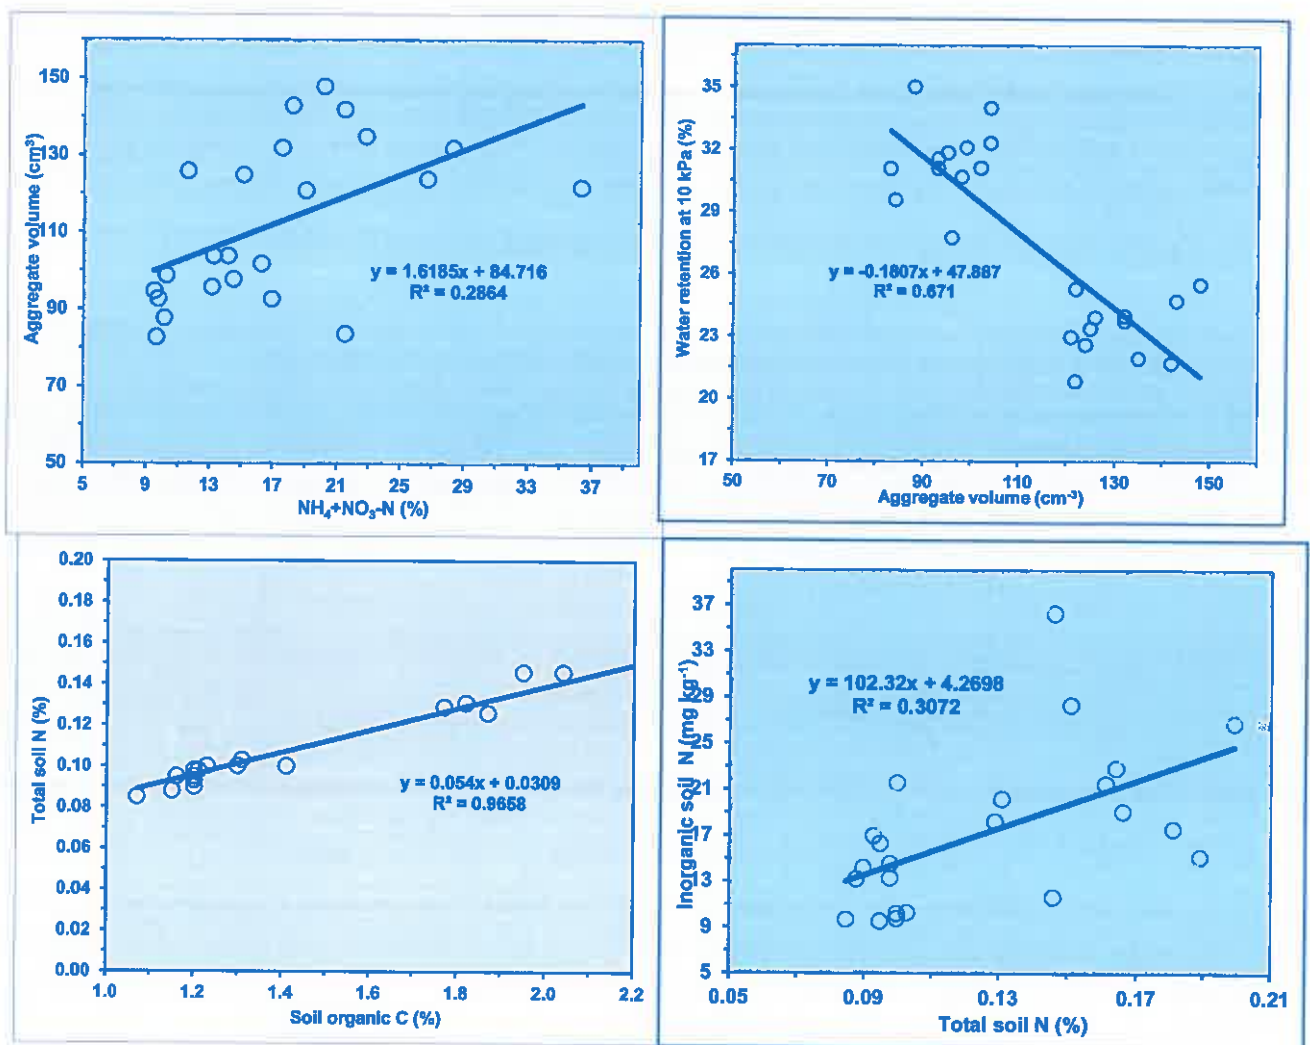 Aggregate volume (cm³)
150
130
110
90
70
50
y = 1.6185x + 84.716
R² = 0.2864
5 9 13 17 21 25 29 33 37
NH₄+NO₃-N (%)
Water retention at 10 kPa (%)
35
32
29
26
23
20
17
y = -0.1807x + 47.887
R² = 0.671
50 70 90 110 130 150
Aggregate volume (cm⁻³)
Total soil N (%)
0.20
0.18
0.16
0.14
0.12
0.10
0.08
0.06
0.04
0.02
0.00
y = 0.054x + 0.0309
R² = 0.9658
1.0 1.2 1.4 1.6 1.8 2.0 2.2
Soil organic C (%)
Inorganic soil N (mg kg⁻¹)
37
33
29
25
21
17
13
9
5
y = 102.32x + 4.2698
R² = 0.3072
0.05 0.09 0.13 0.17 0.21
Total soil N (%)